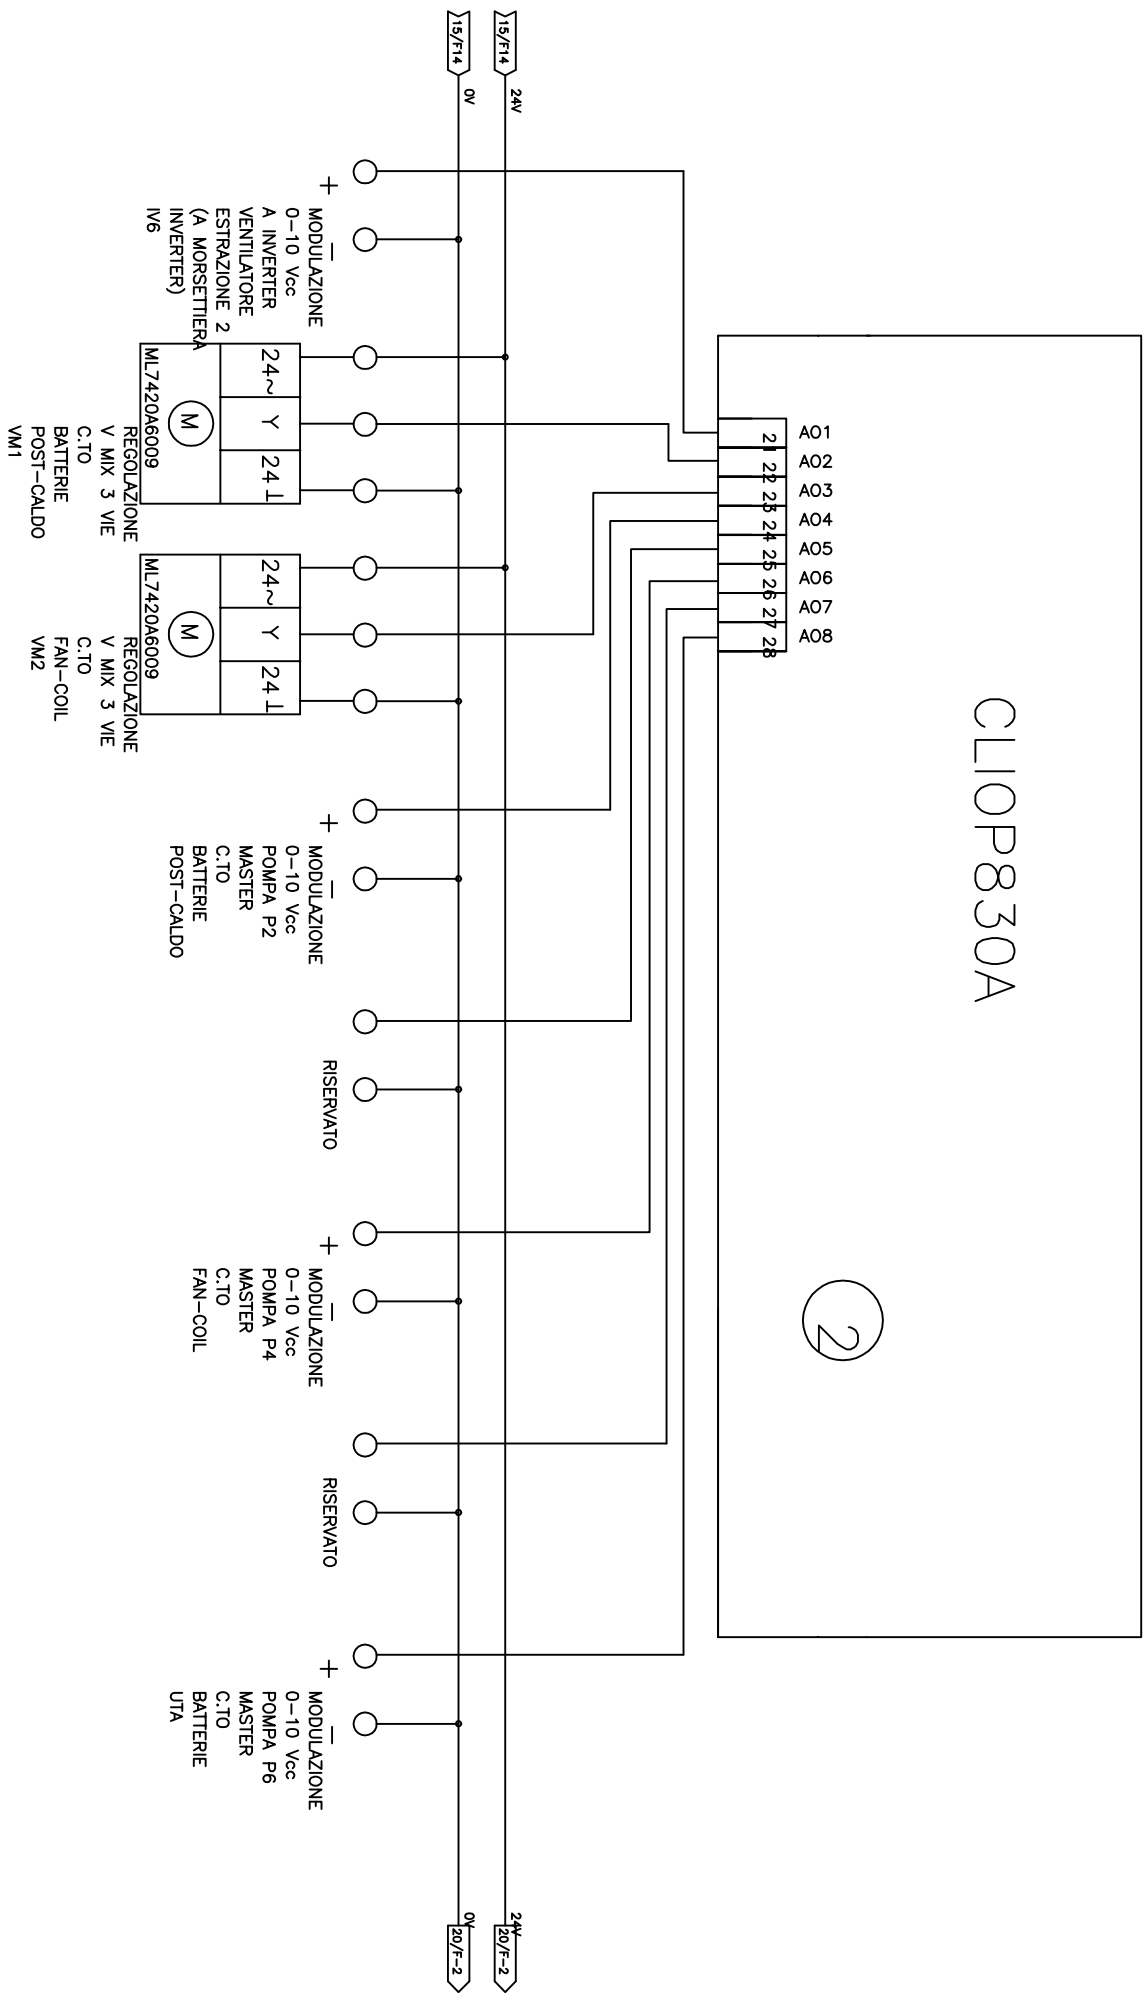 CLIOP830A
2
AO1
AO2
AO3
AO4
AO5
AO6
AO7
AO8
21
22
23
24
25
26
27
28
15/F14
24V
24V
20/F-2
15/F14
0V
0V
20/F-2
+
−
MODULAZIONE
0-10 Vcc
A INVERTER
VENTILATORE
ESTRAZIONE 2
(A MORSETTIERA
INVERTER)
IV6
24~
Y
24⊥
M
ML7420A6009
REGOLAZIONE
V MIX 3 VIE
C.TO
BATTERIE
POST-CALDO
VM1
24~
Y
24⊥
M
ML7420A6009
REGOLAZIONE
V MIX 3 VIE
C.TO
FAN-COIL
VM2
+
−
MODULAZIONE
0-10 Vcc
POMPA P2
MASTER
C.TO
BATTERIE
POST-CALDO
RISERVATO
+
−
MODULAZIONE
0-10 Vcc
POMPA P4
MASTER
C.TO
FAN-COIL
RISERVATO
+
−
MODULAZIONE
0-10 Vcc
POMPA P6
MASTER
C.TO
BATTERIE
UTA